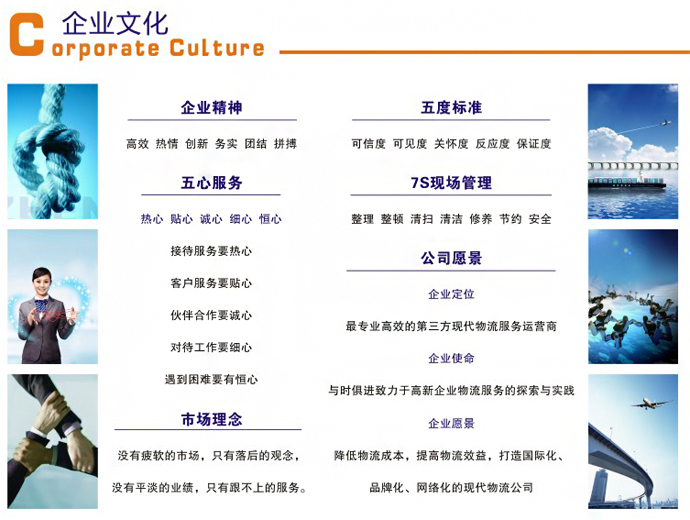 企业文化
Corporate Culture
企业精神
高效 热情 创新 务实 团结 拼搏
五心服务
热心 贴心 诚心 细心 恒心
接待服务要热心
客户服务要贴心
伙伴合作要诚心
对待工作要细心
遇到困难要有恒心
市场理念
没有疲软的市场，只有落后的观念，
没有平淡的业绩，只有跟不上的服务。
五度标准
可信度 可见度 关怀度 反应度 保证度
7S现场管理
整理 整顿 清扫 清洁 修养 节约 安全
公司愿景
企业定位
最专业高效的第三方现代物流服务运营商
企业使命
与时俱进致力于高新企业物流服务的探索与实践
企业愿景
降低物流成本，提高物流效益，打造国际化、
品牌化、网络化的现代物流公司